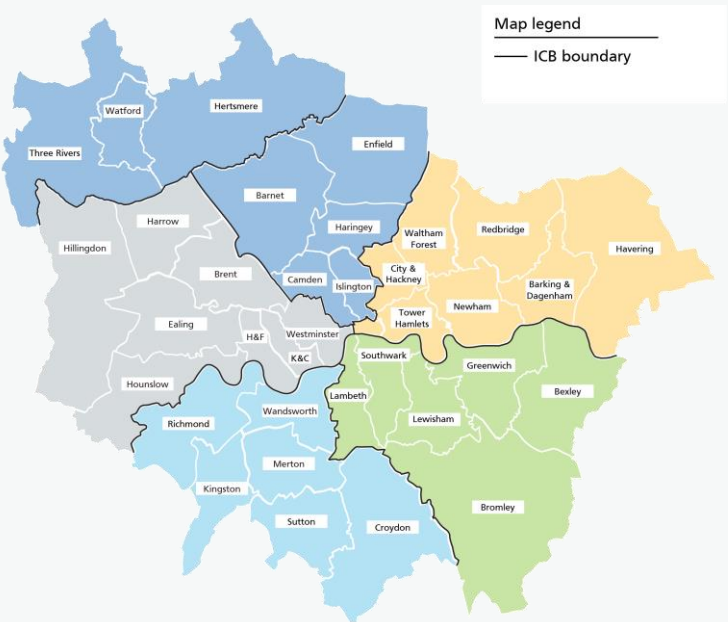 Map legend
ICB boundary
Hertsmere
Watford
Three Rivers
Enfield
Barnet
Haringey
Harrow
Hillingdon
Waltham
Forest
Redbridge
Havering
Brent
Camden
Islington
City &
Hackney
Barking &
Dagenham
Newham
Tower
Hamlets
Ealing
H&F
Westminster
K&C
Southwark
Greenwich
Hounslow
Bexley
Lambeth
Wandsworth
Richmond
Lewisham
Merton
Kingston
Bromley
Sutton
Croydon